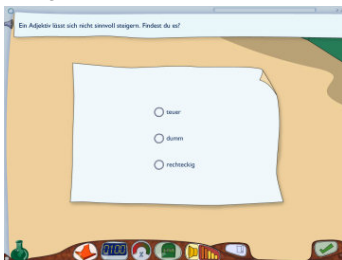 Ein Adjektiv lässt sich nicht sinnvoll steigern. Findest du es?
teuer
dumm
rechteckig